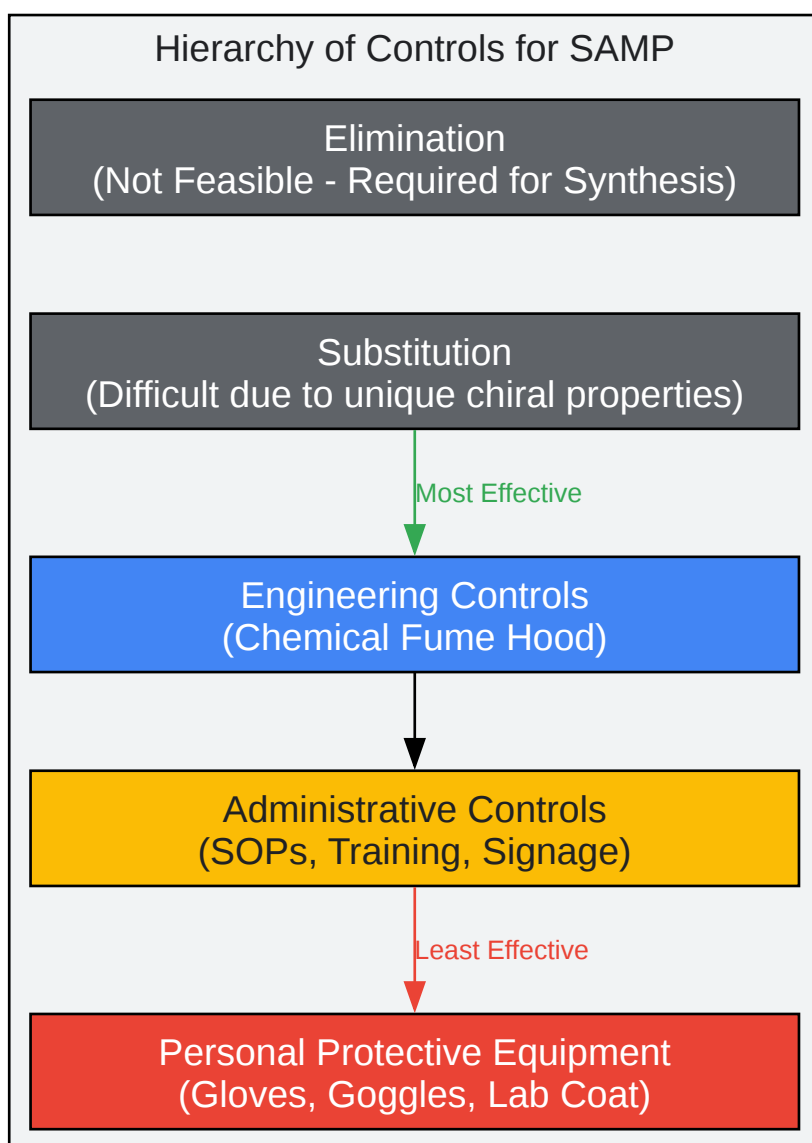 Hierarchy of Controls for SAMP
Elimination
(Not Feasible - Required for Synthesis)
Substitution
(Difficult due to unique chiral properties)
Most Effective
Engineering Controls
(Chemical Fume Hood)
Administrative Controls
(SOPs, Training, Signage)
Least Effective
Personal Protective Equipment
(Gloves, Goggles, Lab Coat)